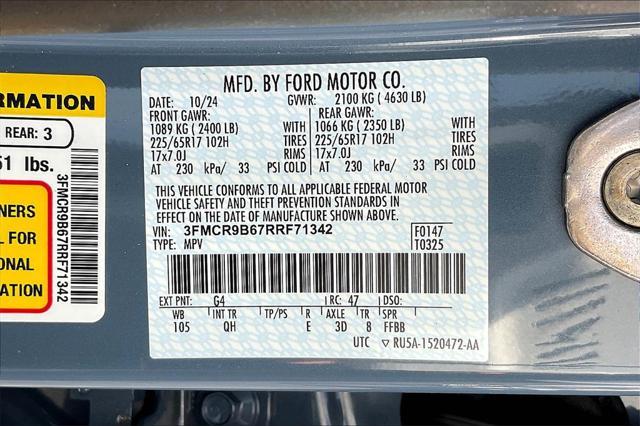 ORMATION
REAR: 3
51 lbs.
NERS
L FOR
ONAL
MATION
3FMCR9B67RRF71342
MFD. BY FORD MOTOR CO.
DATE: 10/24 GVWR: 2100 KG ( 4630 LB)
FRONT GAWR: REAR GAWR:
1089 KG ( 2400 LB) WITH 1066 KG ( 2350 LB) WITH
225/65R17 102H TIRES 225/65R17 102H TIRES
17x7.0J RIMS 17x7.0J RIMS
AT 230 kPa/ 33 PSI COLD AT 230 kPa/ 33 PSI COLD
THIS VEHICLE CONFORMS TO ALL APPLICABLE FEDERAL MOTOR
VEHICLE SAFETY AND THEFT PREVENTION STANDARDS IN
EFFECT ON THE DATE OF MANUFACTURE SHOWN ABOVE.
VIN: 3FMCR9B67RRF71342 F0147
TYPE: MPV T0325
EXT PNT: G4 RC: 47 DSO:
WB INT TR TP/PS R AXLE TR SPR
105 QH E 3D 8 FFBB
UTC ▽ RU5A-1520472-AA